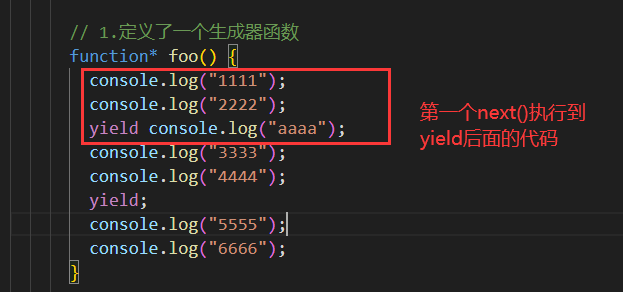 // 1.定义了一个生成器函数
function* foo() {
console.log("1111");
console.log("2222");
yield console.log("aaaa");
console.log("3333");
console.log("4444");
yield;
console.log("5555");
console.log("6666");
}
第一个next()执行到
yield后面的代码